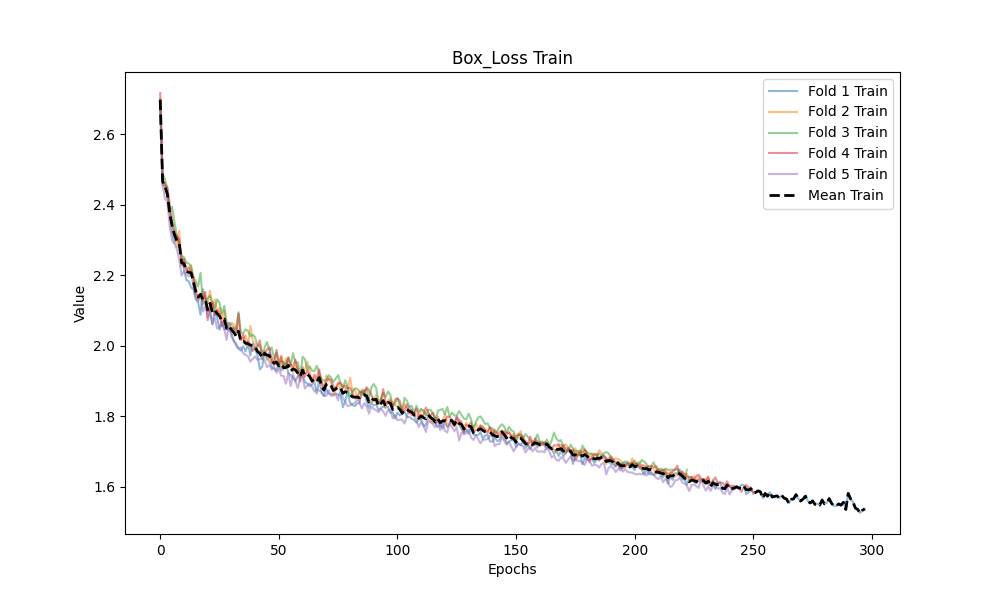 Box_Loss Train
Fold 1 Train
Fold 2 Train
Fold 3 Train
Fold 4 Train
Fold 5 Train
Mean Train
Value
2.6
2.4
2.2
2.0
1.8
1.6
0 50 100 150 200 250 300
Epochs